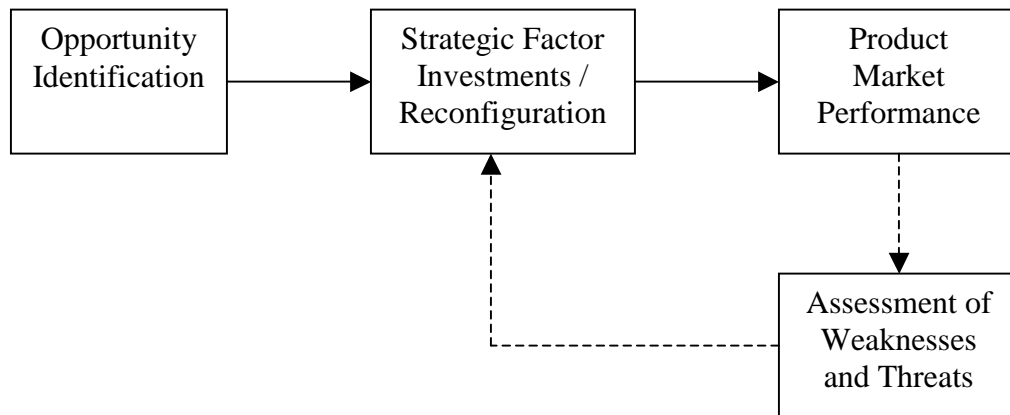 Opportunity
Identification
Strategic Factor
Investments /
Reconfiguration
Product
Market
Performance
Assessment of
Weaknesses
and Threats